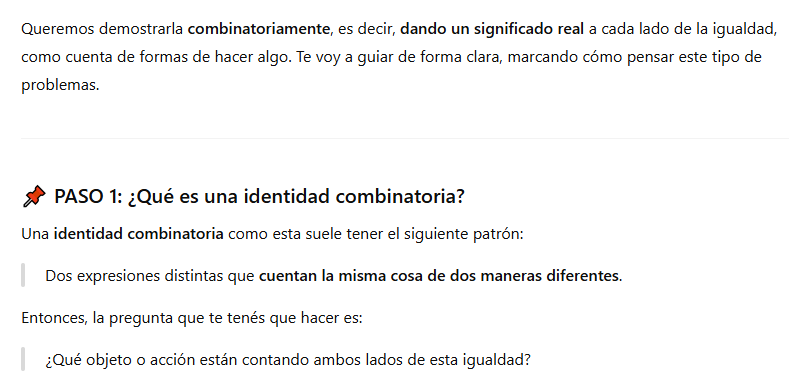 Queremos demostrarla combinatoriamente, es decir, dando un significado real a cada lado de la igualdad,
como cuenta de formas de hacer algo. Te voy a guiar de forma clara, marcando cómo pensar este tipo de
problemas.
📌 PASO 1: ¿Qué es una identidad combinatoria?
Una identidad combinatoria como esta suele tener el siguiente patrón:
Dos expresiones distintas que cuentan la misma cosa de dos maneras diferentes.
Entonces, la pregunta que te tenés que hacer es:
¿Qué objeto o acción están contando ambos lados de esta igualdad?